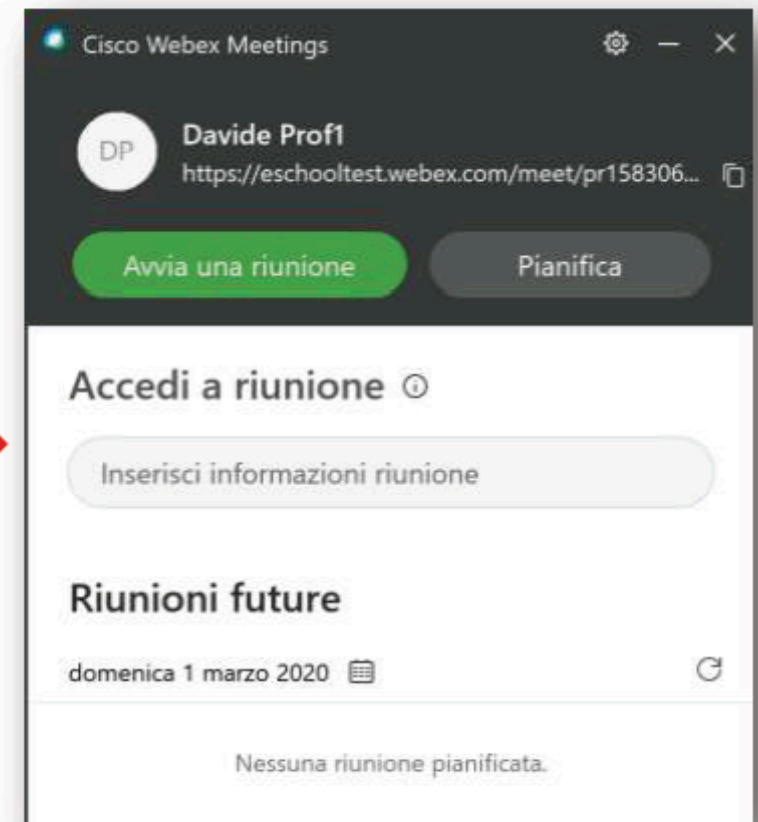 Cisco Webex Meetings
DP
Davide Prof1
https://eschooltest.webex.com/meet/pr158306...
Avvia una riunione
Pianifica
Accedi a riunione
Inserisci informazioni riunione
Riunioni future
domenica 1 marzo 2020
Nessuna riunione pianificata.